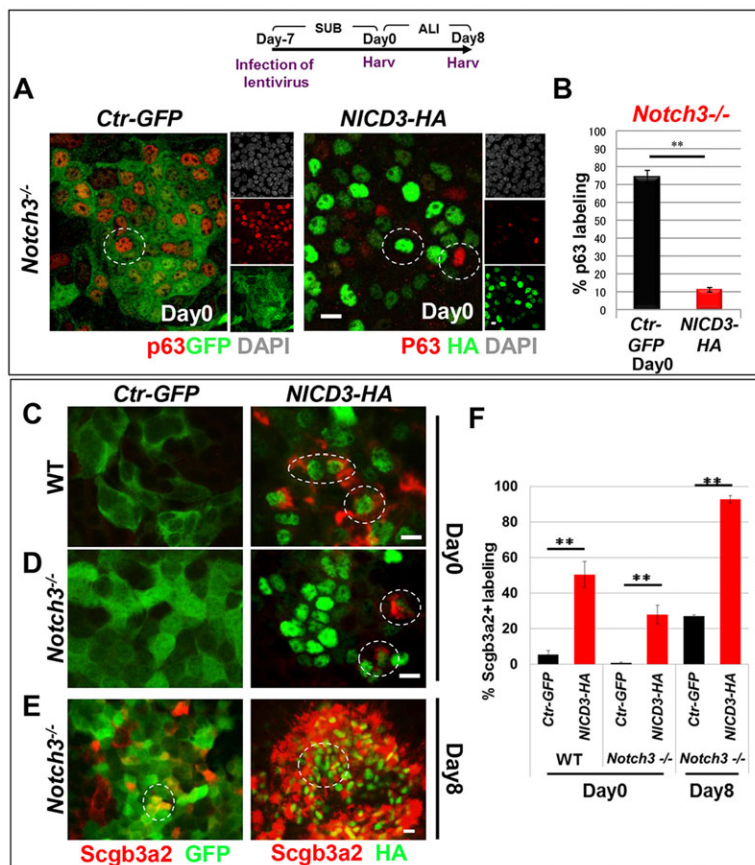 SUB ALI
Day-7 Day0 Day8
Infection of lentivirus Harv Harv
A
Ctr-GFP NICD3-HA
Notch3-/-
Day0 Day0
p63GFP DAPI P63 HA DAPI
B
Notch3-/-
**
% p63 labeling
100
90
80
70
60
50
40
30
20
10
0
Ctr-GFP NICD3-HA
Day0
Ctr-GFP NICD3-HA
C
WT
D
Notch3-/-
Day0
E
Notch3-/-
Day8
Scgb3a2 GFP Scgb3a2 HA
F
% Scgb3a2+ labeling
100
80
60
40
20
0
** ** **
Ctr-GFP NICD3-HA Ctr-GFP NICD3-HA Ctr-GFP NICD3-HA
WT Notch3 -/- Notch3 -/-
Day0 Day8